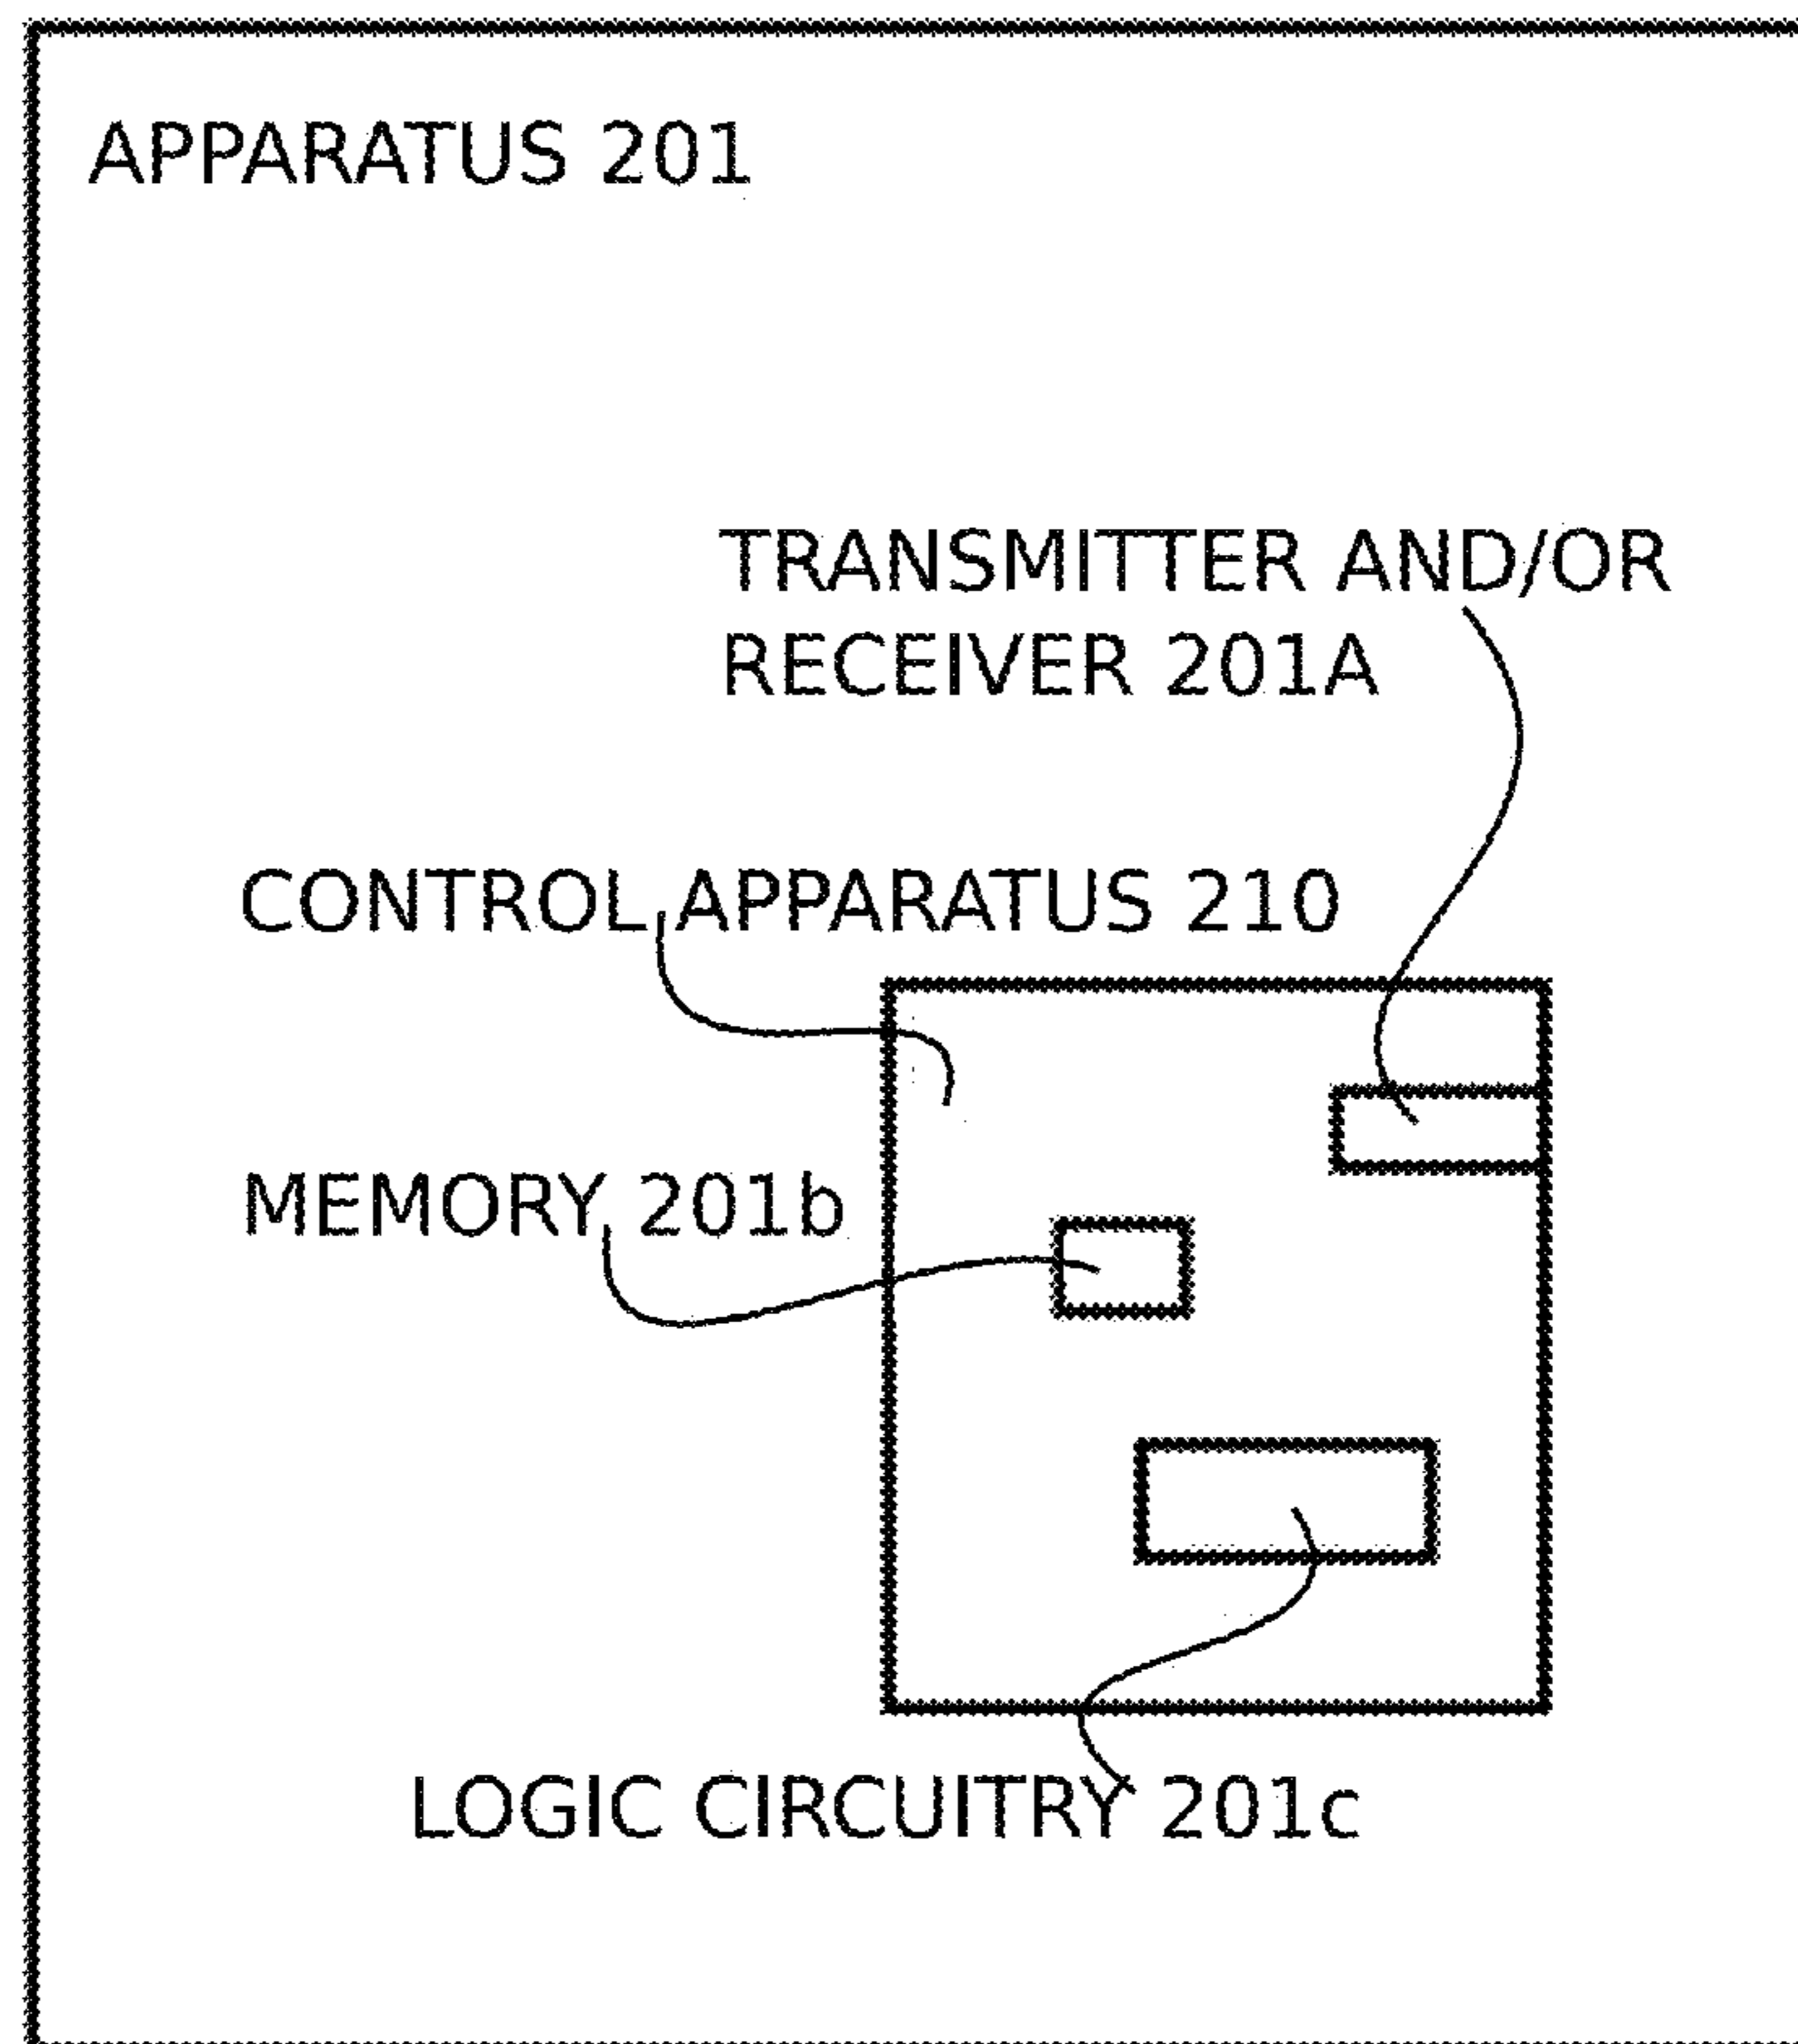 APPARATUS 201
TRANSMITTER AND/OR
RECEIVER 201A
CONTROL APPARATUS 210
MEMORY 201b
LOGIC CIRCUITRY 201c